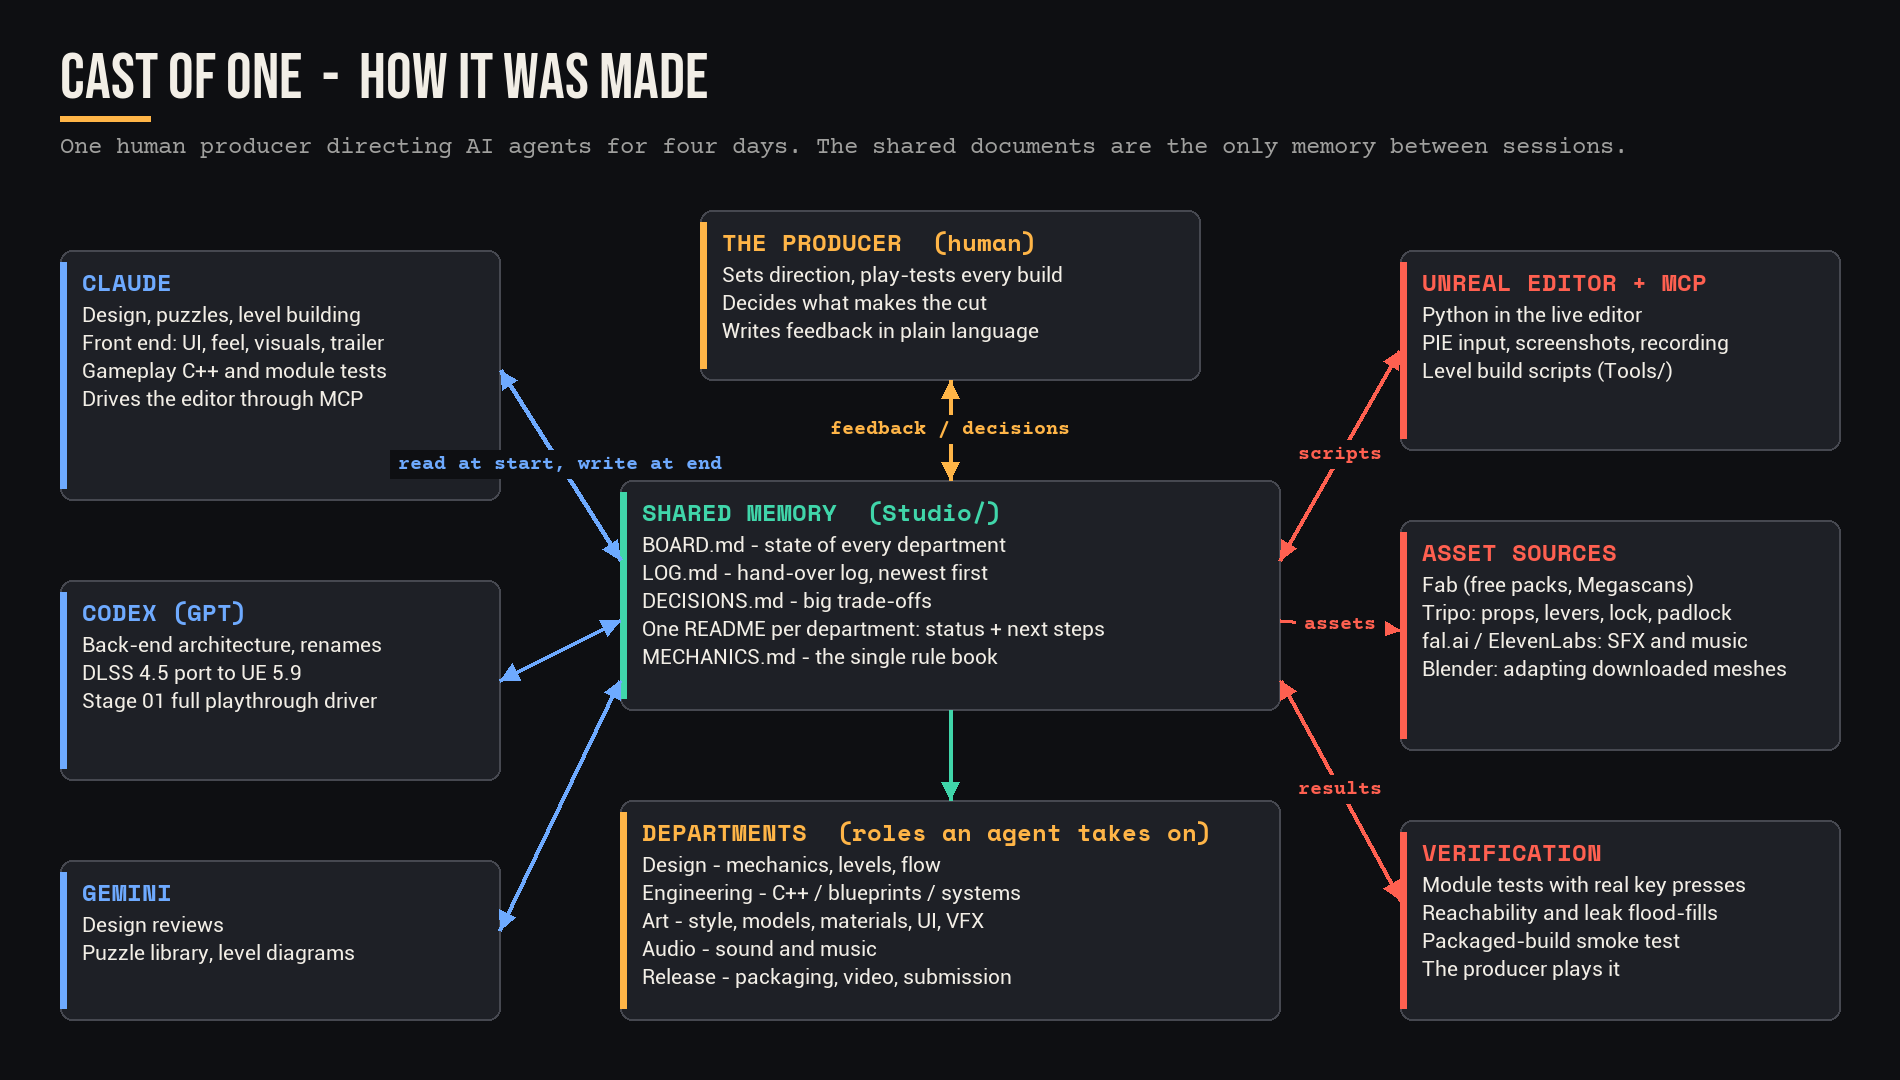 CAST OF ONE - HOW IT WAS MADE
One human producer directing AI agents for four days. The shared documents are the only memory between sessions.
THE PRODUCER (human)
Sets direction, play-tests every build
Decides what makes the cut
Writes feedback in plain language
CLAUDE
Design, puzzles, level building
Front end: UI, feel, visuals, trailer
Gameplay C++ and module tests
Drives the editor through MCP
UNREAL EDITOR + MCP
Python in the live editor
PIE input, screenshots, recording
Level build scripts (Tools/)
feedback / decisions
read at start, write at end
scripts
SHARED MEMORY (Studio/)
BOARD.md - state of every department
LOG.md - hand-over log, newest first
DECISIONS.md - big trade-offs
One README per department: status + next steps
MECHANICS.md - the single rule book
ASSET SOURCES
Fab (free packs, Megascans)
Tripo: props, levers, lock, padlock
fal.ai / ElevenLabs: SFX and music
Blender: adapting downloaded meshes
assets
CODEX (GPT)
Back-end architecture, renames
DLSS 4.5 port to UE 5.9
Stage 01 full playthrough driver
results
DEPARTMENTS (roles an agent takes on)
Design - mechanics, levels, flow
Engineering - C++ / blueprints / systems
Art - style, models, materials, UI, VFX
Audio - sound and music
Release - packaging, video, submission
GEMINI
Design reviews
Puzzle library, level diagrams
VERIFICATION
Module tests with real key presses
Reachability and leak flood-fills
Packaged-build smoke test
The producer plays it